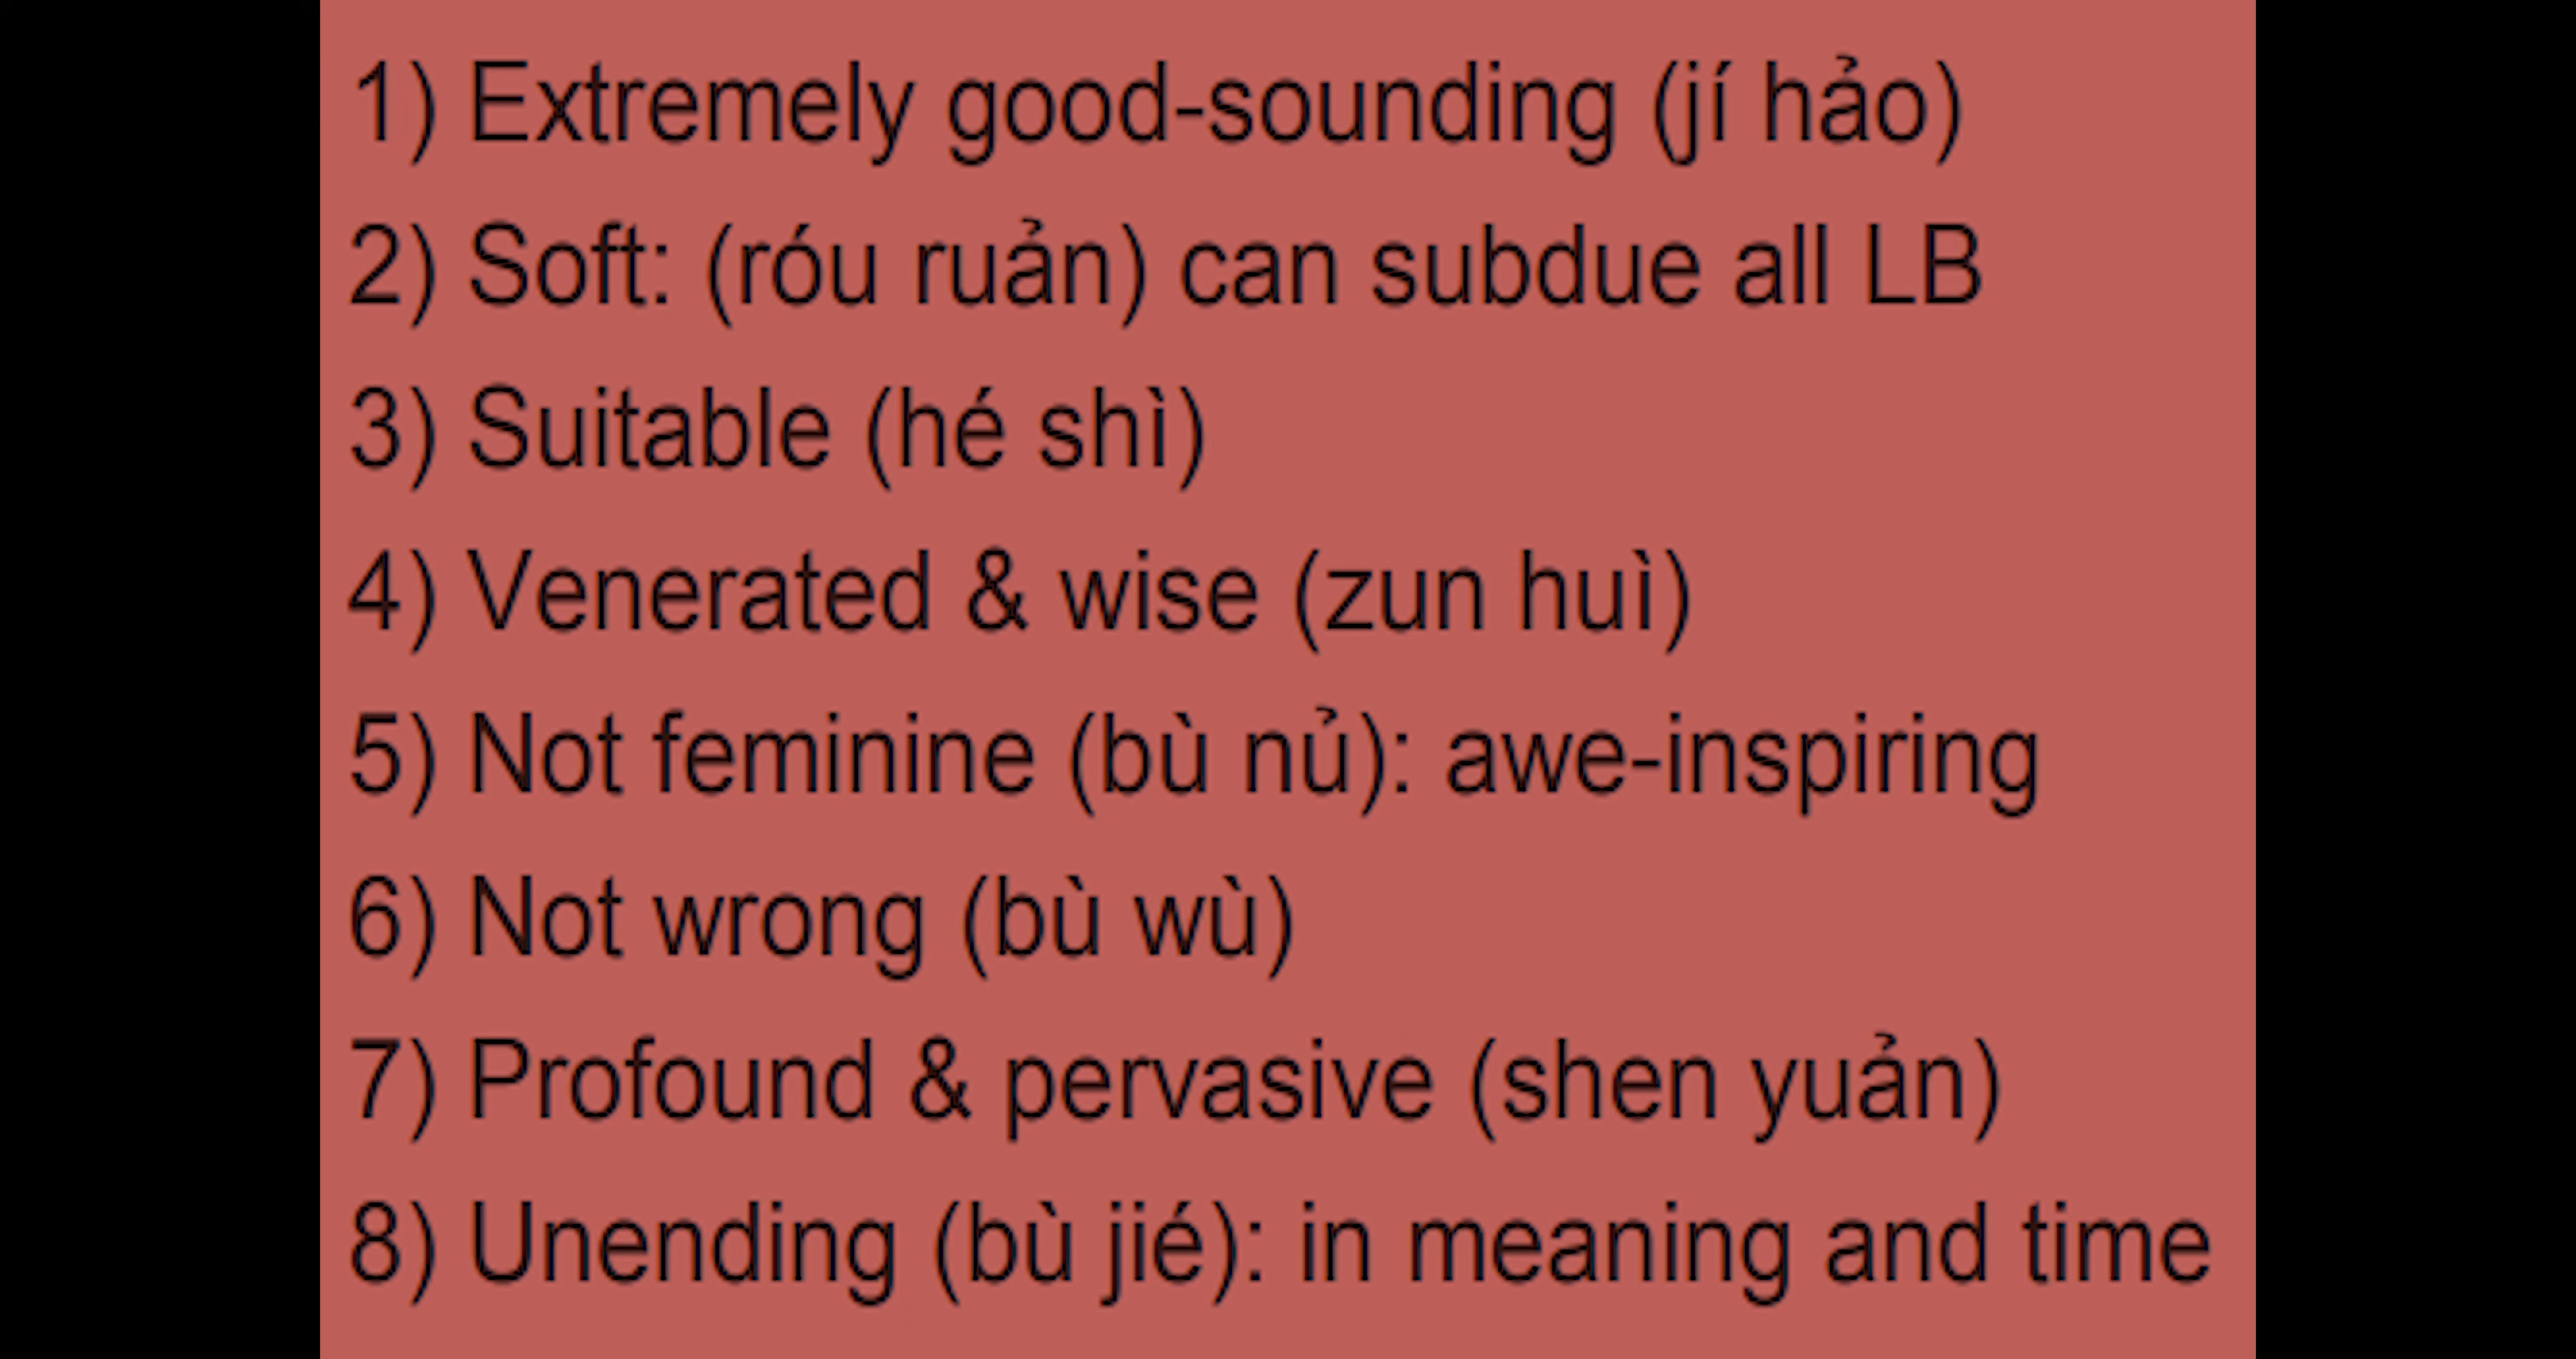 1) Extremely good-sounding (jí hảo)
2) Soft: (róu ruản) can subdue all LB
3) Suitable (hé shì)
4) Venerated & wise (zun huì)
5) Not feminine (bù nủ): awe-inspiring
6) Not wrong (bù wù)
7) Profound & pervasive (shen yuản)
8) Unending (bù jié): in meaning and time